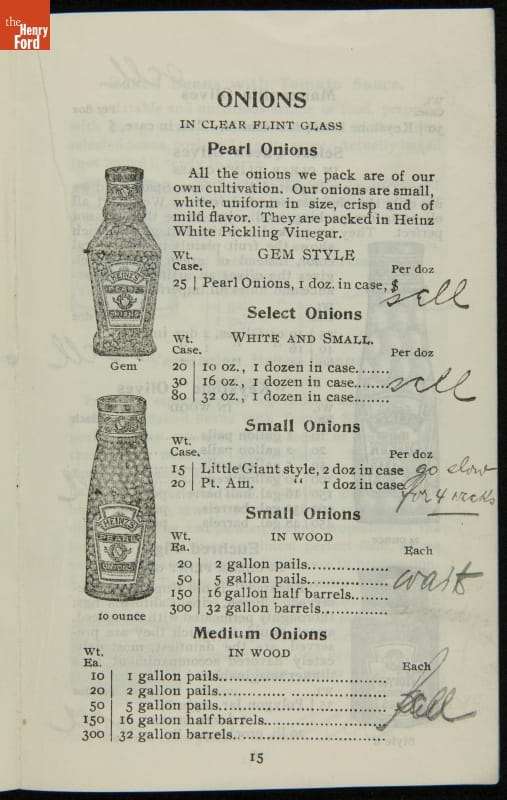 the
Henry
Ford
ONIONS
IN CLEAR FLINT GLASS
Pearl Onions
All the onions we pack are of our
own cultivation. Our onions are small,
white, uniform in size, crisp and of
mild flavor. They are packed in Heinz
White Pickling Vinegar.
GEM STYLE
Wt.
Case.
Per doz
25 | Pearl Onions, 1 doz. in case, $
sell
HEINZ'S
PEARL
ONIONS
Gem
Select Onions
WHITE AND SMALL.
Wt.
Case.
Per doz
20 | 10 oz., 1 dozen in case.......
30 | 16 oz., 1 dozen in case....... sell
80 | 32 oz., 1 dozen in case.......
Small Onions
Wt.
Case.
Per doz
15 | Little Giant style, 2 doz in case go slow
20 | Pt. Am. " 1 doz in case for 4 weeks
HEINZ'S
PEARL
ONIONS
10 ounce
Small Onions
IN WOOD
Wt.
Ea.
Each
20 | 2 gallon pails..............
50 | 5 gallon pails.............. wait
150 | 16 gallon half barrels........
300 | 32 gallon barrels............
Medium Onions
IN WOOD
Wt.
Ea.
Each
10 | 1 gallon pails............................
20 | 2 gallon pails............................
50 | 5 gallon pails............................ sell
150 | 16 gallon half barrels....................
300 | 32 gallon barrels.........................
15